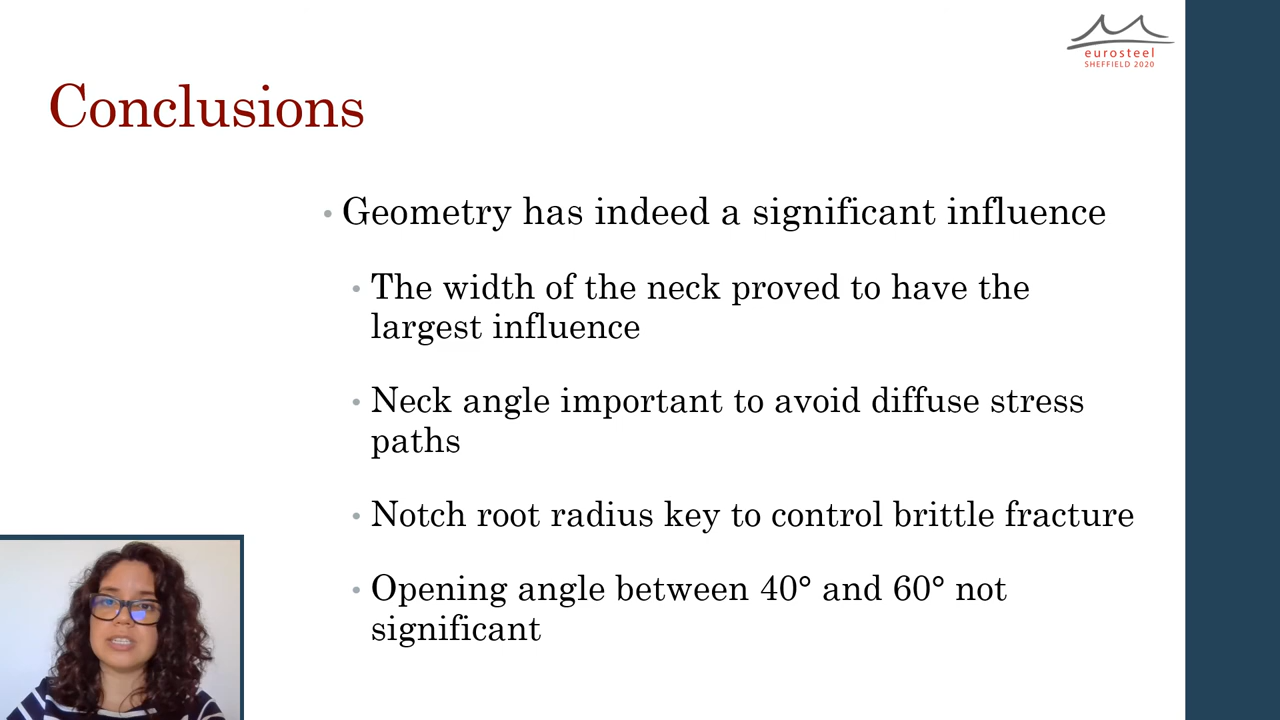 eurosteel
SHEFFIELD 2020
Conclusions
• Geometry has indeed a significant influence
• The width of the neck proved to have the
largest influence
• Neck angle important to avoid diffuse stress
paths
• Notch root radius key to control brittle fracture
• Opening angle between 40° and 60° not
significant